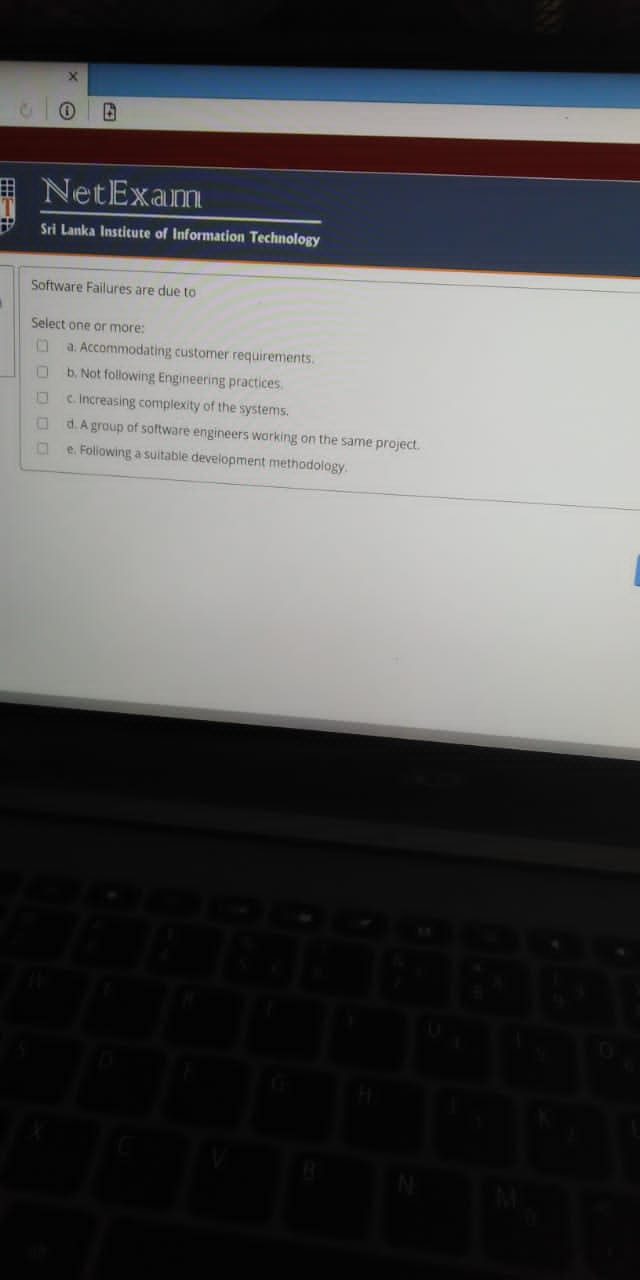 NetExam
Sri Lanka Institute of Information Technology
Software Failures are due to
Select one or more:
a. Accommodating customer requirements.
b. Not following Engineering practices.
c. Increasing complexity of the systems.
d. A group of software engineers working on the same project.
e. Following a suitable development methodology.